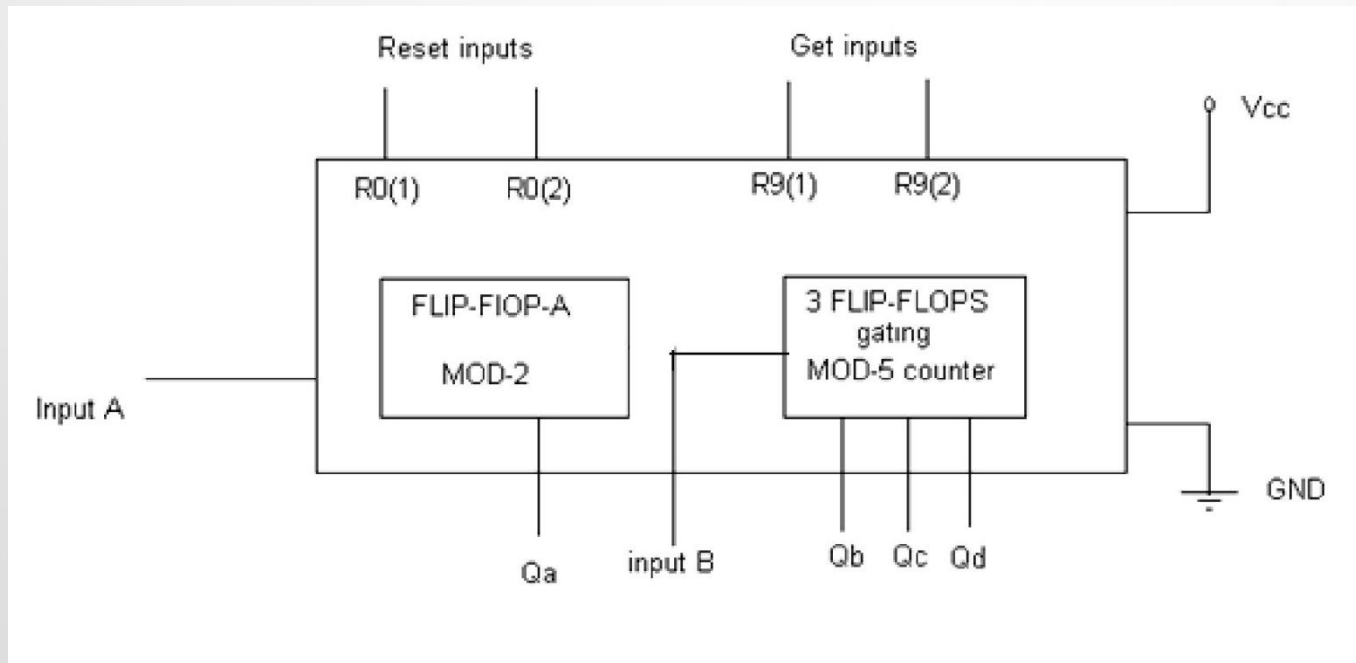 Reset inputs
Get inputs
Vcc
R0(1)
R0(2)
R9(1)
R9(2)
FLIP-FIOP-A
MOD-2
3 FLIP-FLOPS
gating
MOD-5 counter
Input A
GND
Qa
input B
Qb
Qc
Qd